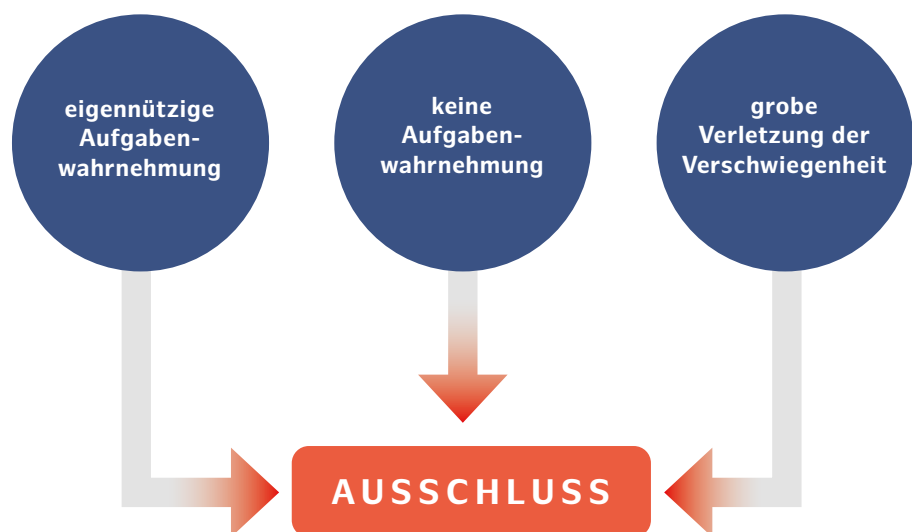 eigennützige
Aufgaben-
wahrnehmung
keine
Aufgaben-
wahrnehmung
grobe
Verletzung der
Verschwiegenheit
AUSSCHLUSS